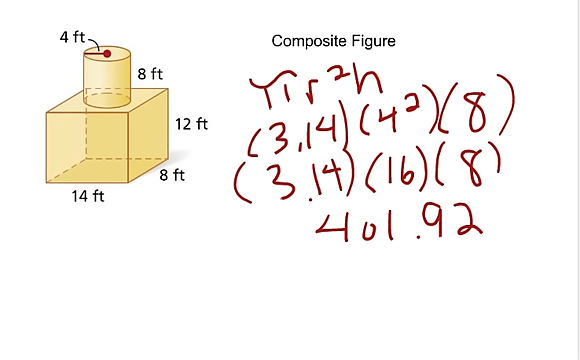 4 ft
Composite Figure
8 ft
πr²h
(3.14)(4²)(8)
12 ft
(3.14)(16)(8)
8 ft
14 ft
401.92